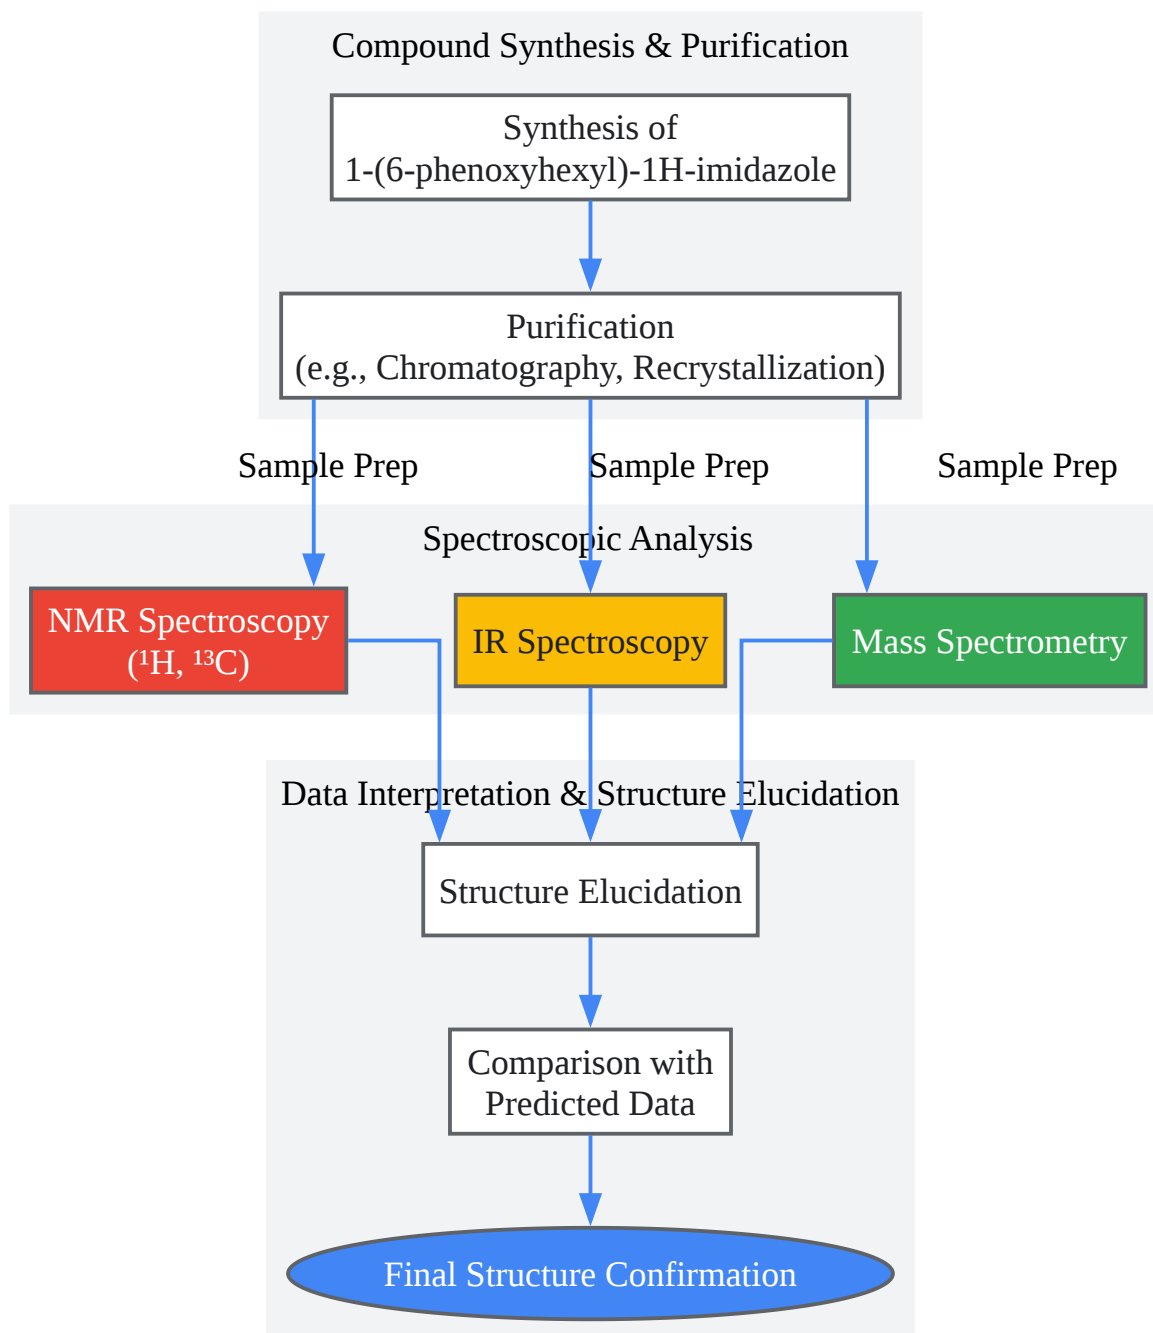 Compound Synthesis & Purification
Synthesis of
1-(6-phenoxyhexyl)-1H-imidazole
Purification
(e.g., Chromatography, Recrystallization)
Sample Prep
Sample Prep
Sample Prep
Spectroscopic Analysis
NMR Spectroscopy
(¹H, ¹³C)
IR Spectroscopy
Mass Spectrometry
Data Interpretation & Structure Elucidation
Structure Elucidation
Comparison with
Predicted Data
Final Structure Confirmation